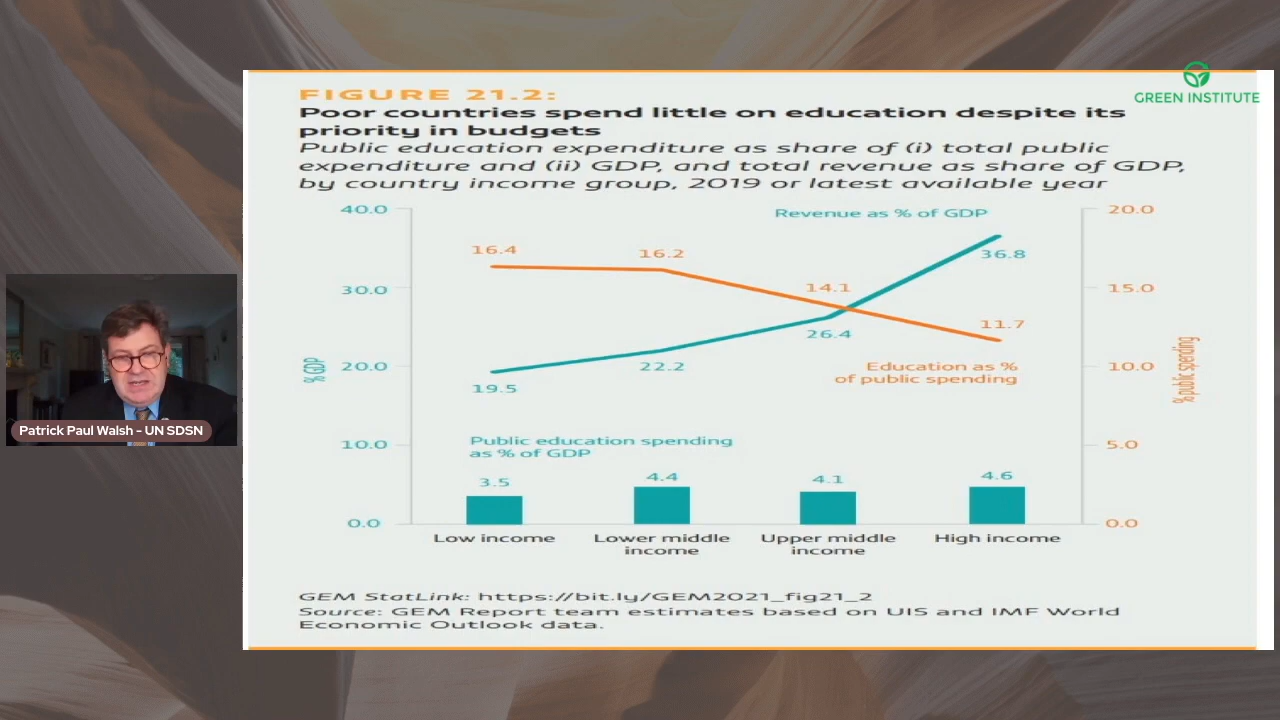 GREEN INSTITUTE
FIGURE 21.2:
Poor countries spend little on education despite its
priority in budgets
Public education expenditure as share of (i) total public
expenditure and (ii) GDP, and total revenue as share of GDP,
by country income group, 2019 or latest available year
40.0
30.0
20.0
10.0
0.0
% GDP
Revenue as % of GDP
16.4
16.2
14.1
11.7
36.8
26.4
22.2
19.5
Education as %
of public spending
Public education spending
as % of GDP
3.5
4.4
4.1
4.6
20.0
15.0
10.0
5.0
0.0
% public spending
Low income
Lower middle
income
Upper middle
income
High income
GEM StatLink: https://bit.ly/GEM2021_fig21_2
Source: GEM Report team estimates based on UIS and IMF World
Economic Outlook data.
Patrick Paul Walsh - UN SDSN